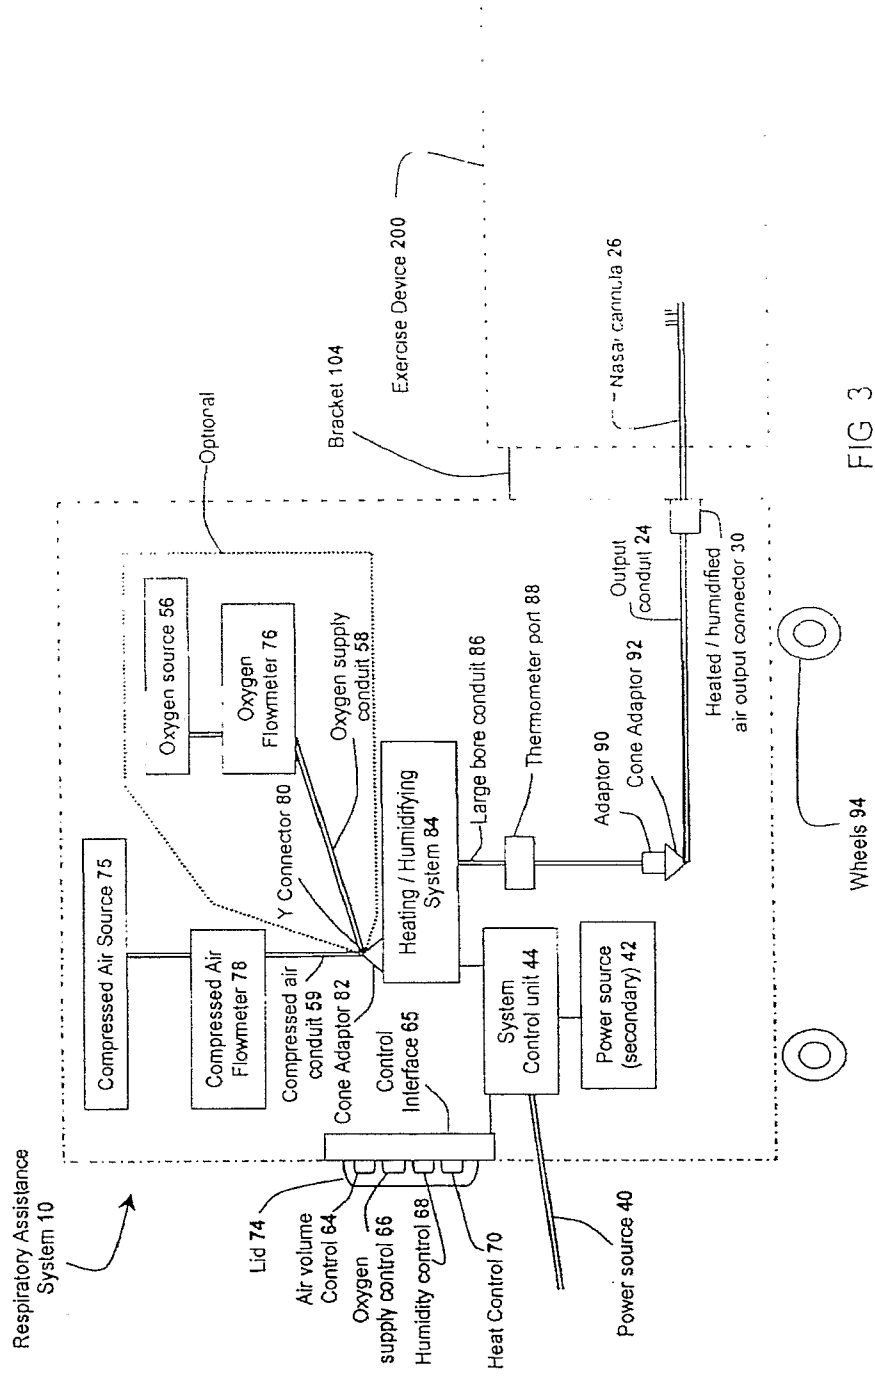 Respiratory Assistance
System 10
Compressed Air Source 75
Oxygen source 56
Optional
Compressed Air
Flowmeter 78
Oxygen
Flowmeter 76
Y Connector 80
Compressed air
conduit 59
Cone Adaptor 82
Oxygen supply
conduit 58
Bracket 104
Exercise Device 200
Control
Interface 65
Lid 74
Air volume
Control 64
Oxygen
supply control 66
Humidity control 68
Heat Control 70
Heating / Humidifying
System 84
Large bore conduit 86
Thermometer port 88
System
Control unit 44
Power source
(secondary) 42
Power source 40
Adaptor 90
Cone Adaptor 92
Output
conduit 24
Nasal cannula 26
Heated / humidified
air output connector 30
Wheels 94
FIG 3